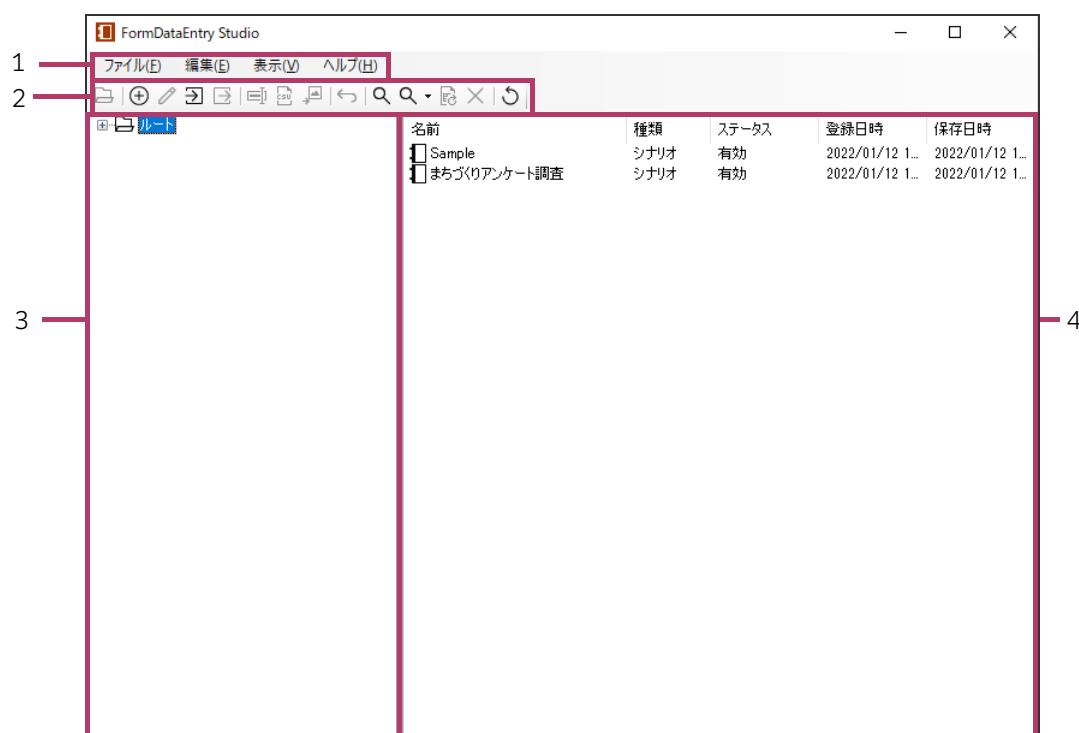 FormDataEntry Studio
1
ファイル(F) 編集(E) 表示(V) ヘルプ(H)
2
CSV
ルート
名前 種類 ステータス 登録日時 保存日時
Sample シナリオ 有効 2022/01/12 1... 2022/01/12 1...
まちづくりアンケート調査 シナリオ 有効 2022/01/12 1... 2022/01/12 1...
3
4